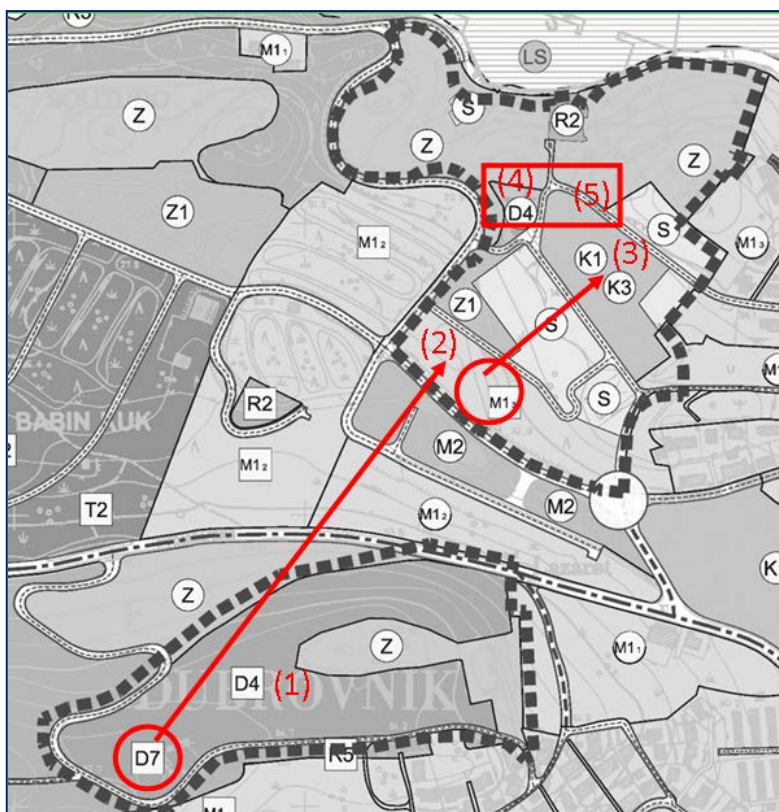 M1₁
LS
Z
S
R2
Z
Z
(4)
(5)
D4
Z1
M1₂
S
(3)
M1₃
K1
K3
Z1
(2)
S
R2
M1₃
S
BABIN KUK
M2
M1₂
T2
M1₂
M2
Z
M1₁
Z
D4
(1)
DUBROVNIK
D7